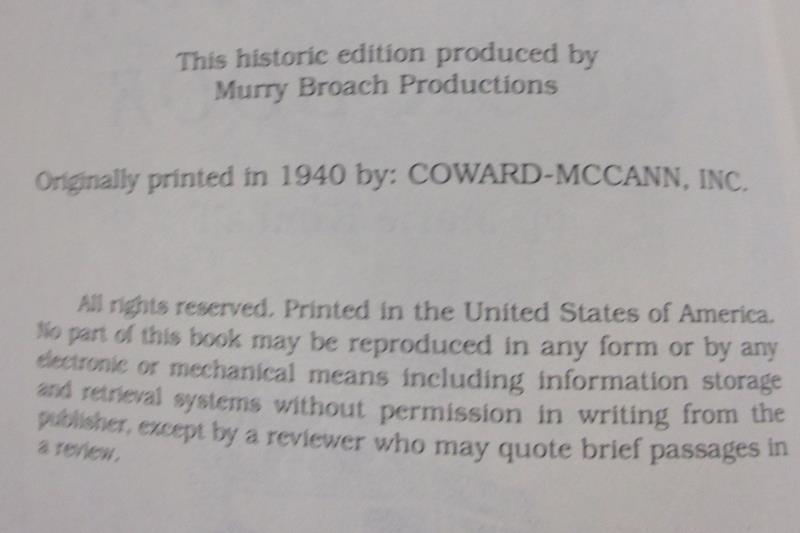 This historic edition produced by
Murry Broach Productions
Originally printed in 1940 by: COWARD-MCCANN, INC.
All rights reserved. Printed in the United States of America.
No part of this book may be reproduced in any form or by any
electronic or mechanical means including information storage
and retrieval systems without permission in writing from the
publisher, except by a reviewer who may quote brief passages in
a review.